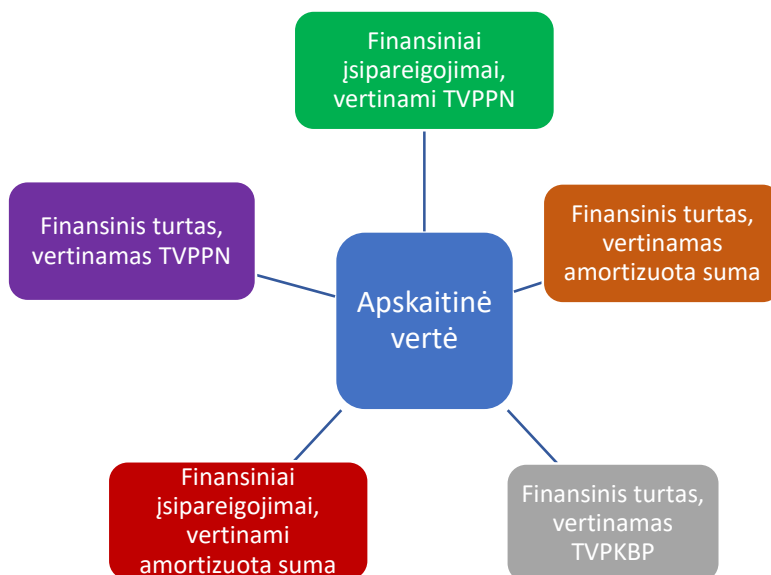 Finansiniai
įsipareigojimai,
vertinami TVPPN
Finansinis turtas,
vertinamas TVPPN
Finansinis turtas,
vertinamas
amortizuota suma
Apskaitinė
vertė
Finansiniai
įsipareigojimai,
vertinami
amortizuota suma
Finansinis turtas,
vertinamas
TVPKBP